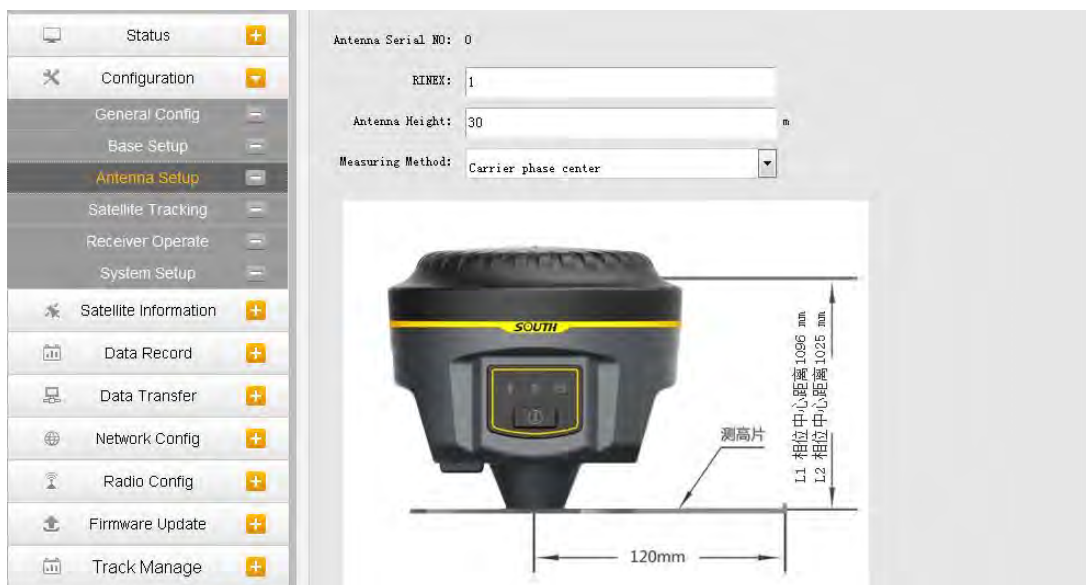 Status
Configuration
General Config
Base Setup
Antenna Setup
Satellite Tracking
Receiver Operate
System Setup
Satellite Information
Data Record
Data Transfer
Network Config
Radio Config
Firmware Update
Track Manage
Antenna Serial NO: 0
RINEX: 1
Antenna Height: 30 m
Measuring Method: Carrier phase center
SOUTH
L1 相位中心距离1096 mm
L2 相位中心距离1025 mm
测高片
120mm